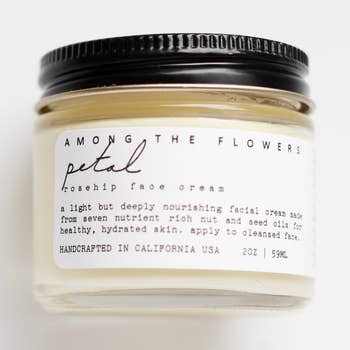 AMONG THE FLOWERS
petal
rosehip face cream
a light but deeply nourishing facial cream made
from seven nutrient rich nut and seed oils for
healthy, hydrated skin. apply to cleansed face.
HANDCRAFTED IN CALIFORNIA USA 2OZ | 59ML